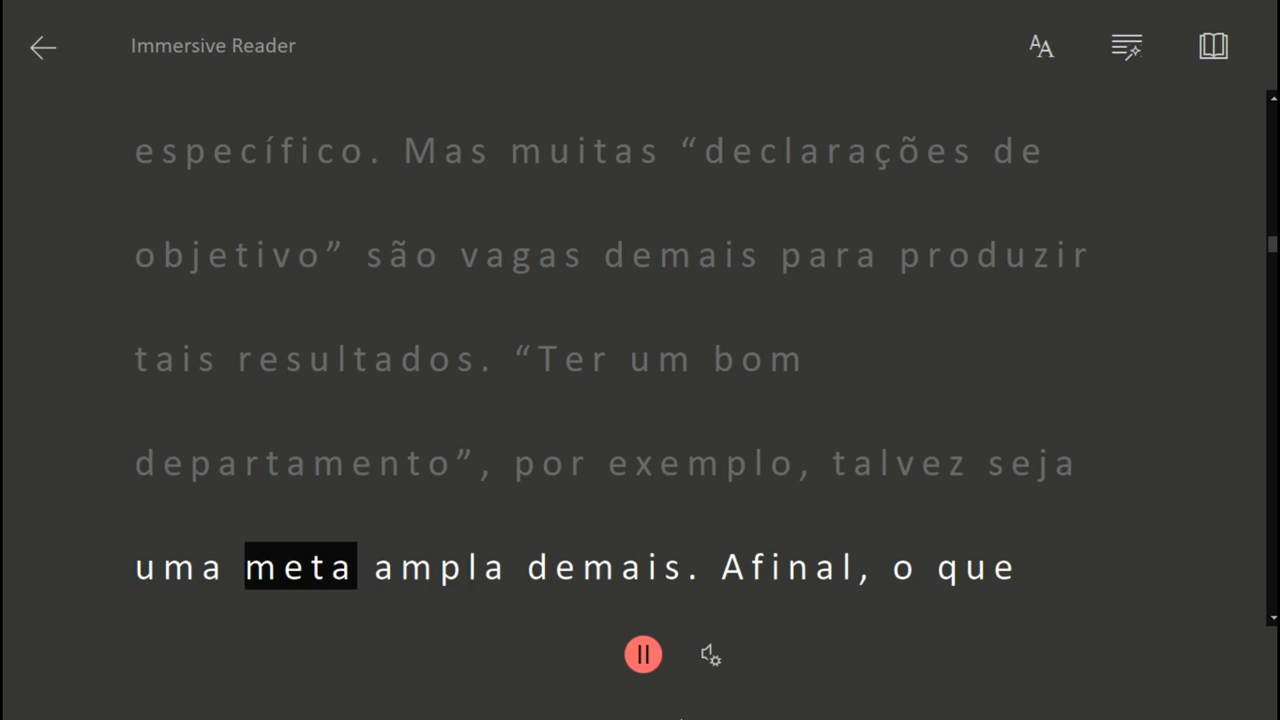 Immersive Reader
específico. Mas muitas “declarações de
objetivo” são vagas demais para produzir
tais resultados. “Ter um bom
departamento”, por exemplo, talvez seja
uma meta ampla demais. Afinal, o que